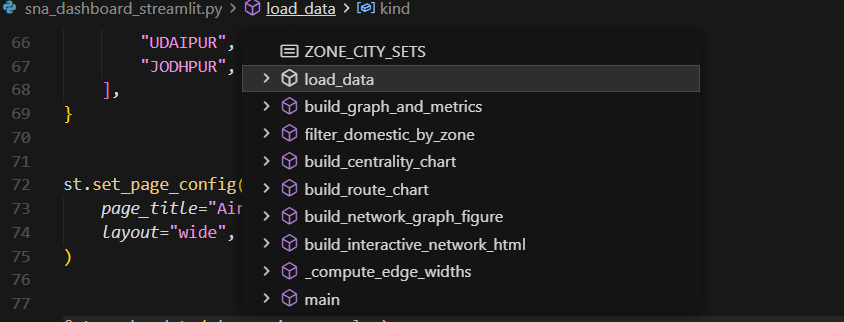 sna_dashboard_streamlit.py > load_data > kind
66 "UDAIPUR",
67 "JODHPUR",
68 ],
69 }
70
71
72 st.set_page_config(
73 page_title="Air
74 layout="wide",
75 )
76
77
ZONE_CITY_SETS
> load_data
> build_graph_and_metrics
> filter_domestic_by_zone
> build_centrality_chart
> build_route_chart
> build_network_graph_figure
> build_interactive_network_html
> _compute_edge_widths
> main